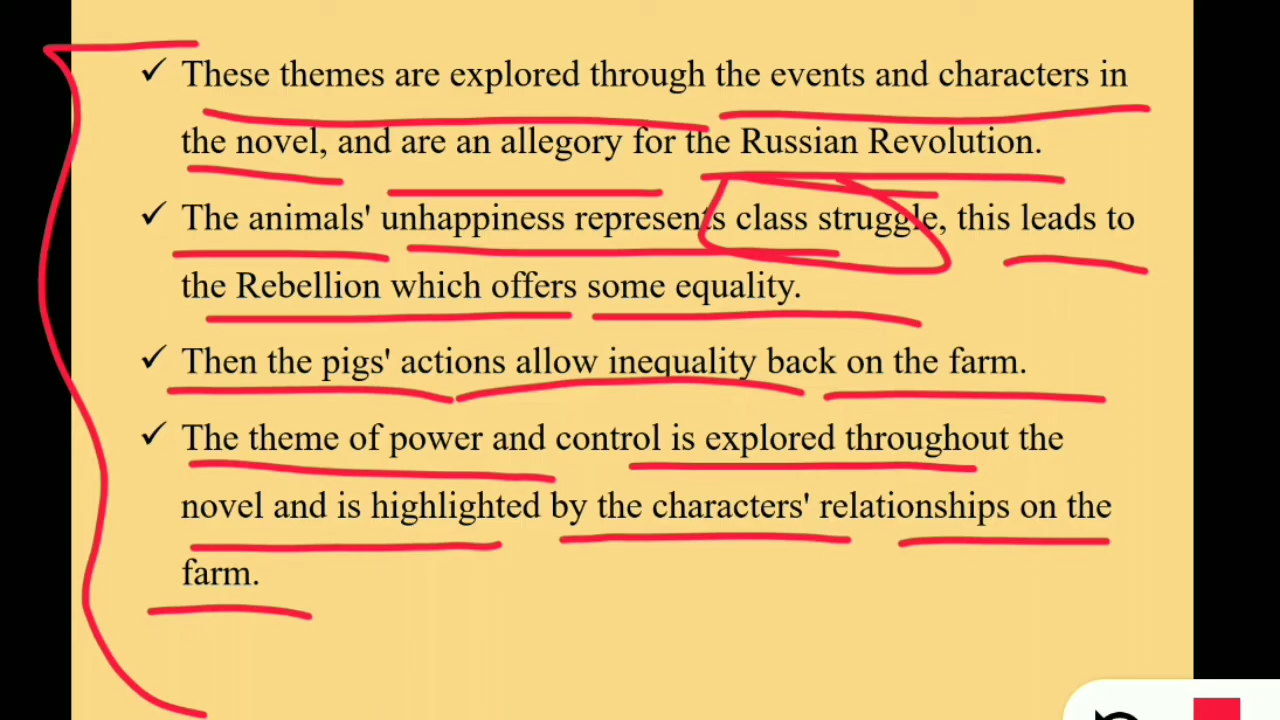 ✓ These themes are explored through the events and characters in
the novel, and are an allegory for the Russian Revolution.
✓ The animals' unhappiness represents class struggle, this leads to
the Rebellion which offers some equality.
✓ Then the pigs' actions allow inequality back on the farm.
✓ The theme of power and control is explored throughout the
novel and is highlighted by the characters' relationships on the
farm.